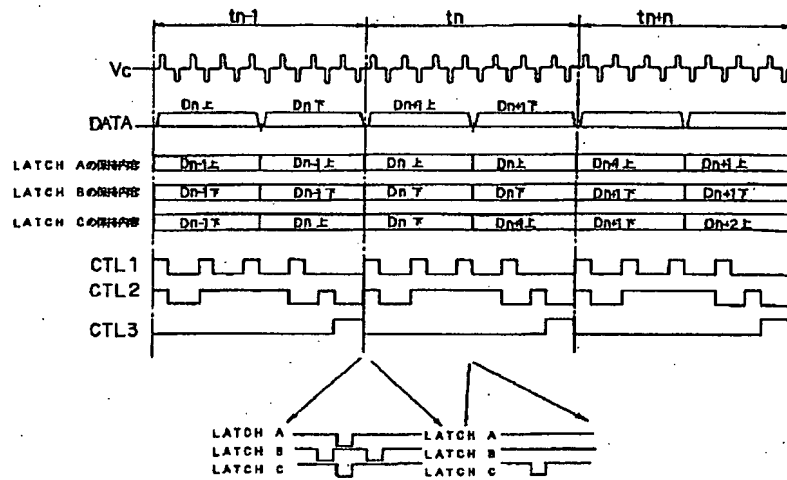 tn-1 tn tn+n
Vc
DATA Dn上 Dn下 Dn+1上 Dn+1下
LATCH Aの保持内容 Dn-1上 Dn-1上 Dn上 Dn上 Dn+1上 Dn+1上
LATCH Bの保持内容 Dn-1下 Dn-1下 Dn下 Dn下 Dn+1下 Dn+1下
LATCH Cの保持内容 Dn-1下 Dn上 Dn下 Dn+1上 Dn+1下 Dn+2上
CTL1
CTL2
CTL3
LATCH A LATCH A
LATCH B LATCH B
LATCH C LATCH C